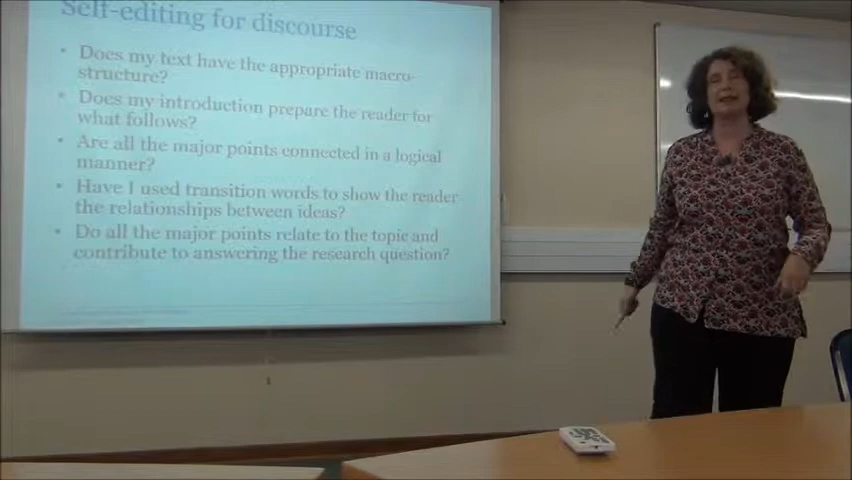 Self-editing for discourse
• Does my text have the appropriate macro-
structure?
• Does my introduction prepare the reader for
what follows?
• Are all the major points connected in a logical
manner?
• Have I used transition words to show the reader
the relationships between ideas?
• Do all the major points relate to the topic and
contribute to answering the research question?